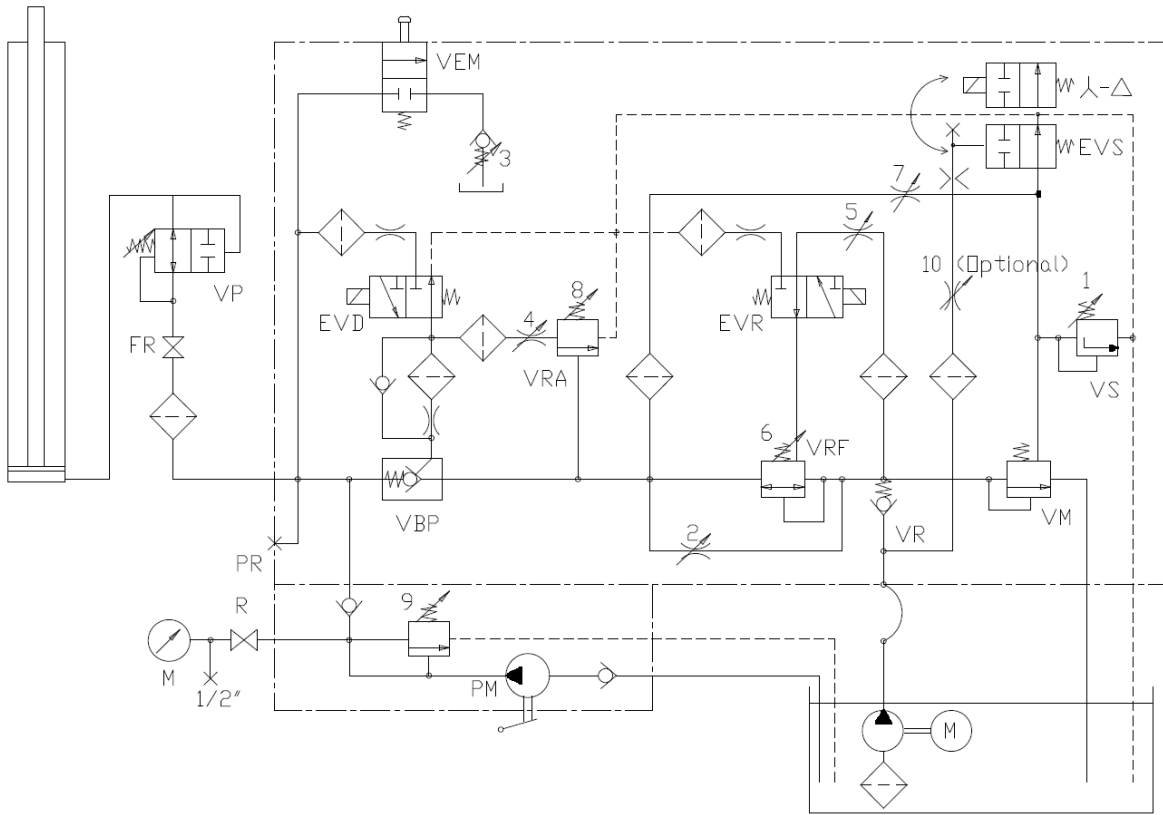 VEM
⅄-Δ
EVS
3
7
5
10 (Optional)
VP
8
1
EVD
4
EVR
FR
VRA
VS
6
VRF
VBP
VR
VM
2
PR
R
9
M
1/2"
PM
M